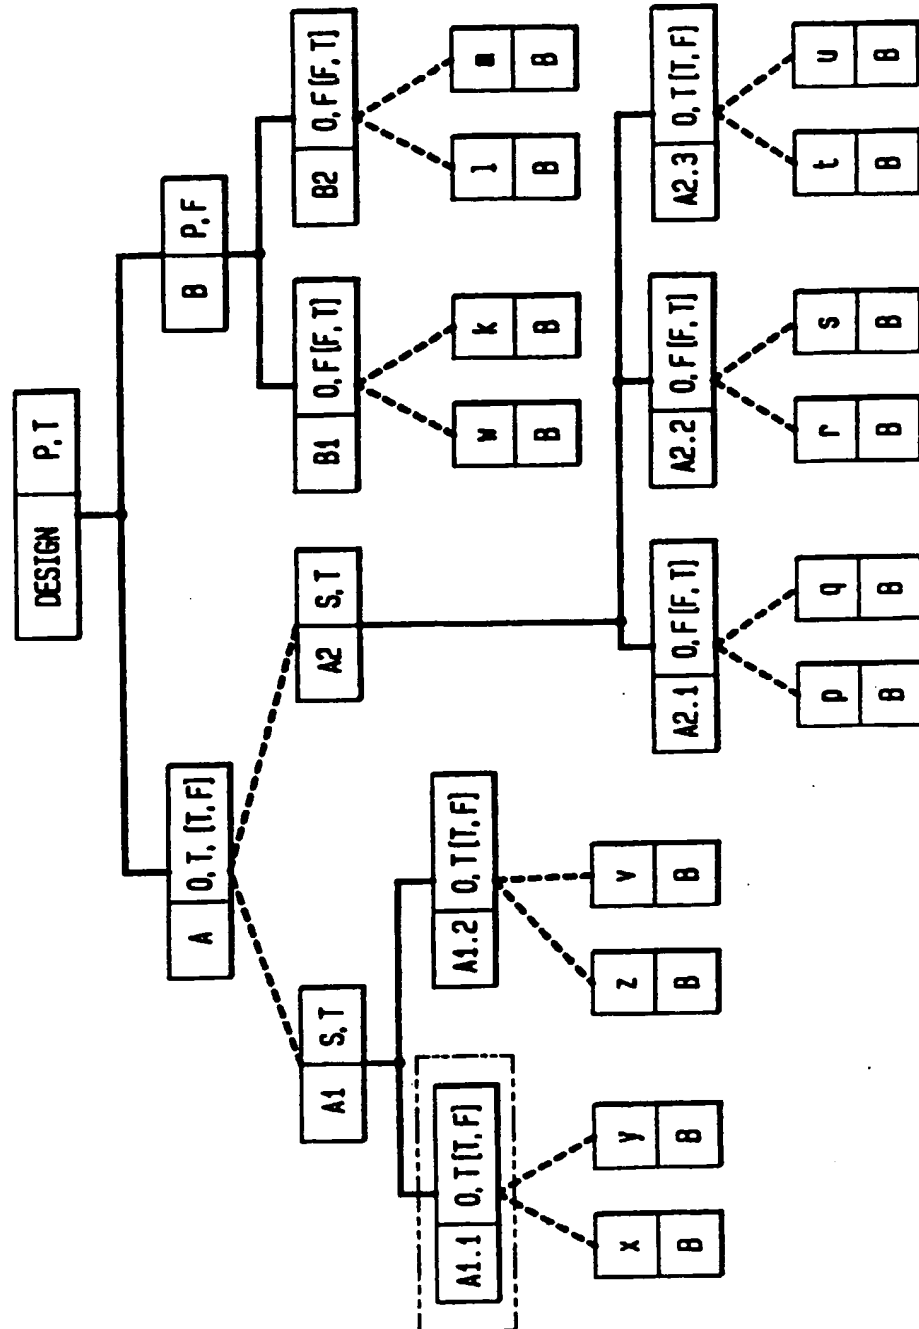 DESIGN P,T
A O,T,[T,F]
B P,F
A1 S,T
A2 S,T
B1 O,F[F,T]
B2 O,F[F,T]
A1.1 O,T[T,F]
A1.2 O,T[T,F]
w
B
k
B
l
B
m
B
x
B
y
B
z
B
v
B
A2.1 O,F[F,T]
A2.2 O,F[F,T]
A2.3 O,T[T,F]
p
B
q
B
r
B
s
B
t
B
u
B